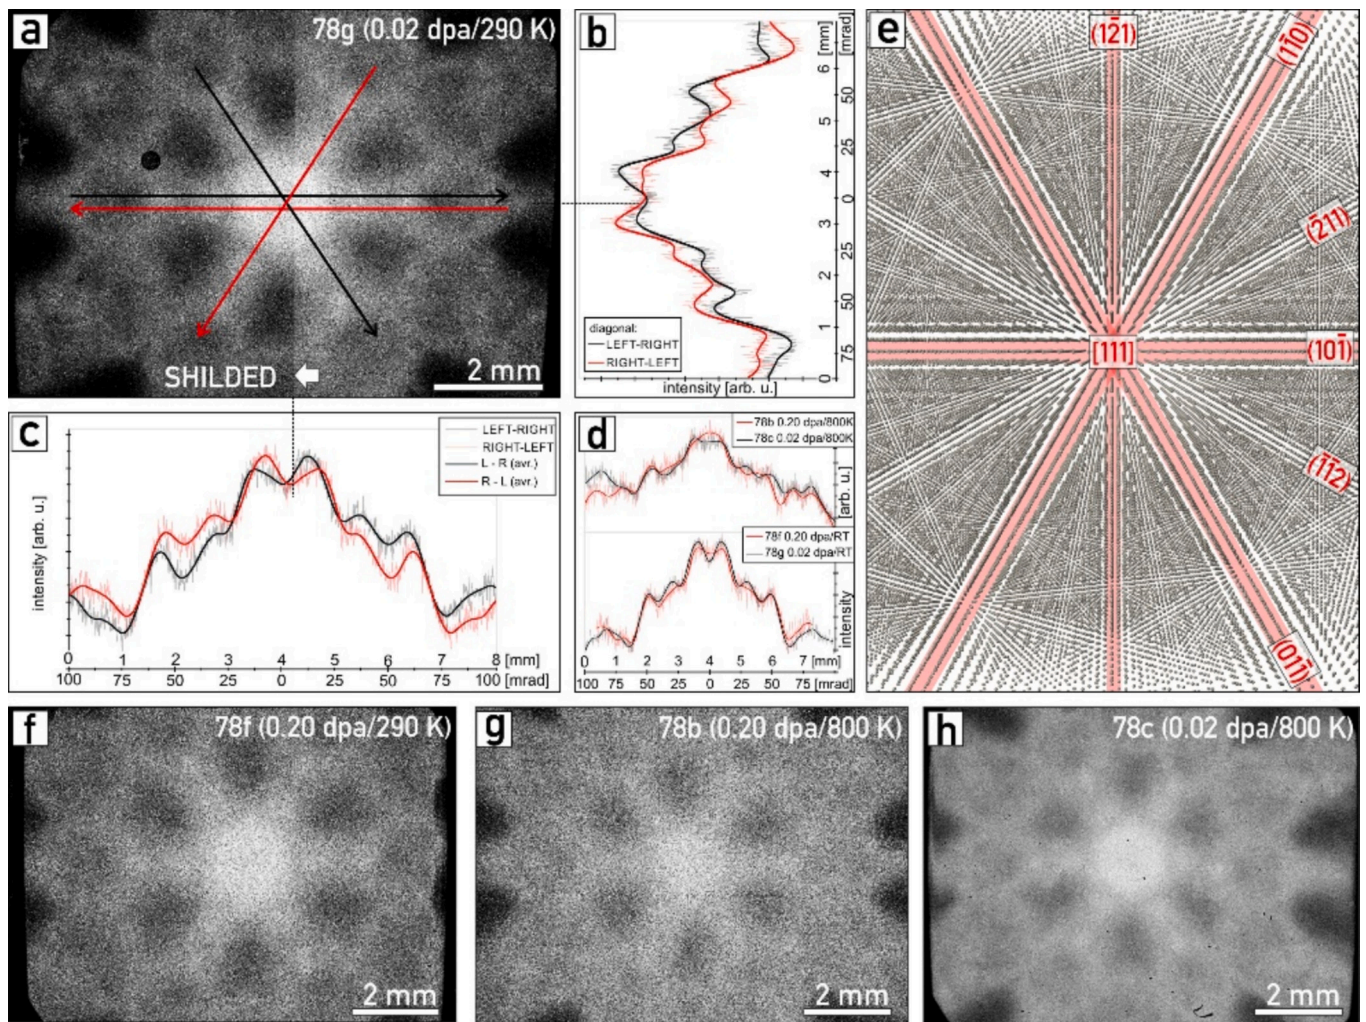 a
78g (0.02 dpa/290 K)
SHILDED
2 mm
b
[mm]
[mrad]
6
50
5
25
4
0
3
25
2
50
1
75
0
diagonal:
LEFT-RIGHT
RIGHT-LEFT
intensity [arb. u.]
c
LEFT-RIGHT
RIGHT-LEFT
L - R (avr.)
R - L (avr.)
intensity [arb. u.]
0 1 2 3 4 5 6 7 8 [mm]
100 75 50 25 0 25 50 75 100 [mrad]
d
78b 0.20 dpa/800K
78c 0.02 dpa/800K
[arb. u.]
78f 0.20 dpa/RT
78g 0.02 dpa/RT
intensity
0 1 2 3 4 5 6 7 [mm]
100 75 50 25 0 25 50 75 [mrad]
e
(12̄1)
(11̄0)
(2̄11)
[111]
(101̄)
(1̄1̄2)
(011̄)
f
78f (0.20 dpa/290 K)
2 mm
g
78b (0.20 dpa/800 K)
2 mm
h
78c (0.02 dpa/800 K)
2 mm